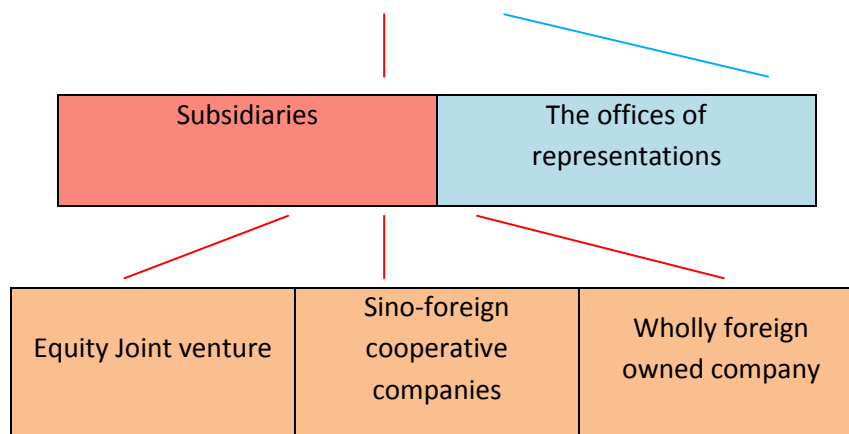 Subsidiaries
The offices of
representations
Equity Joint venture
Sino-foreign
cooperative
companies
Wholly foreign
owned company